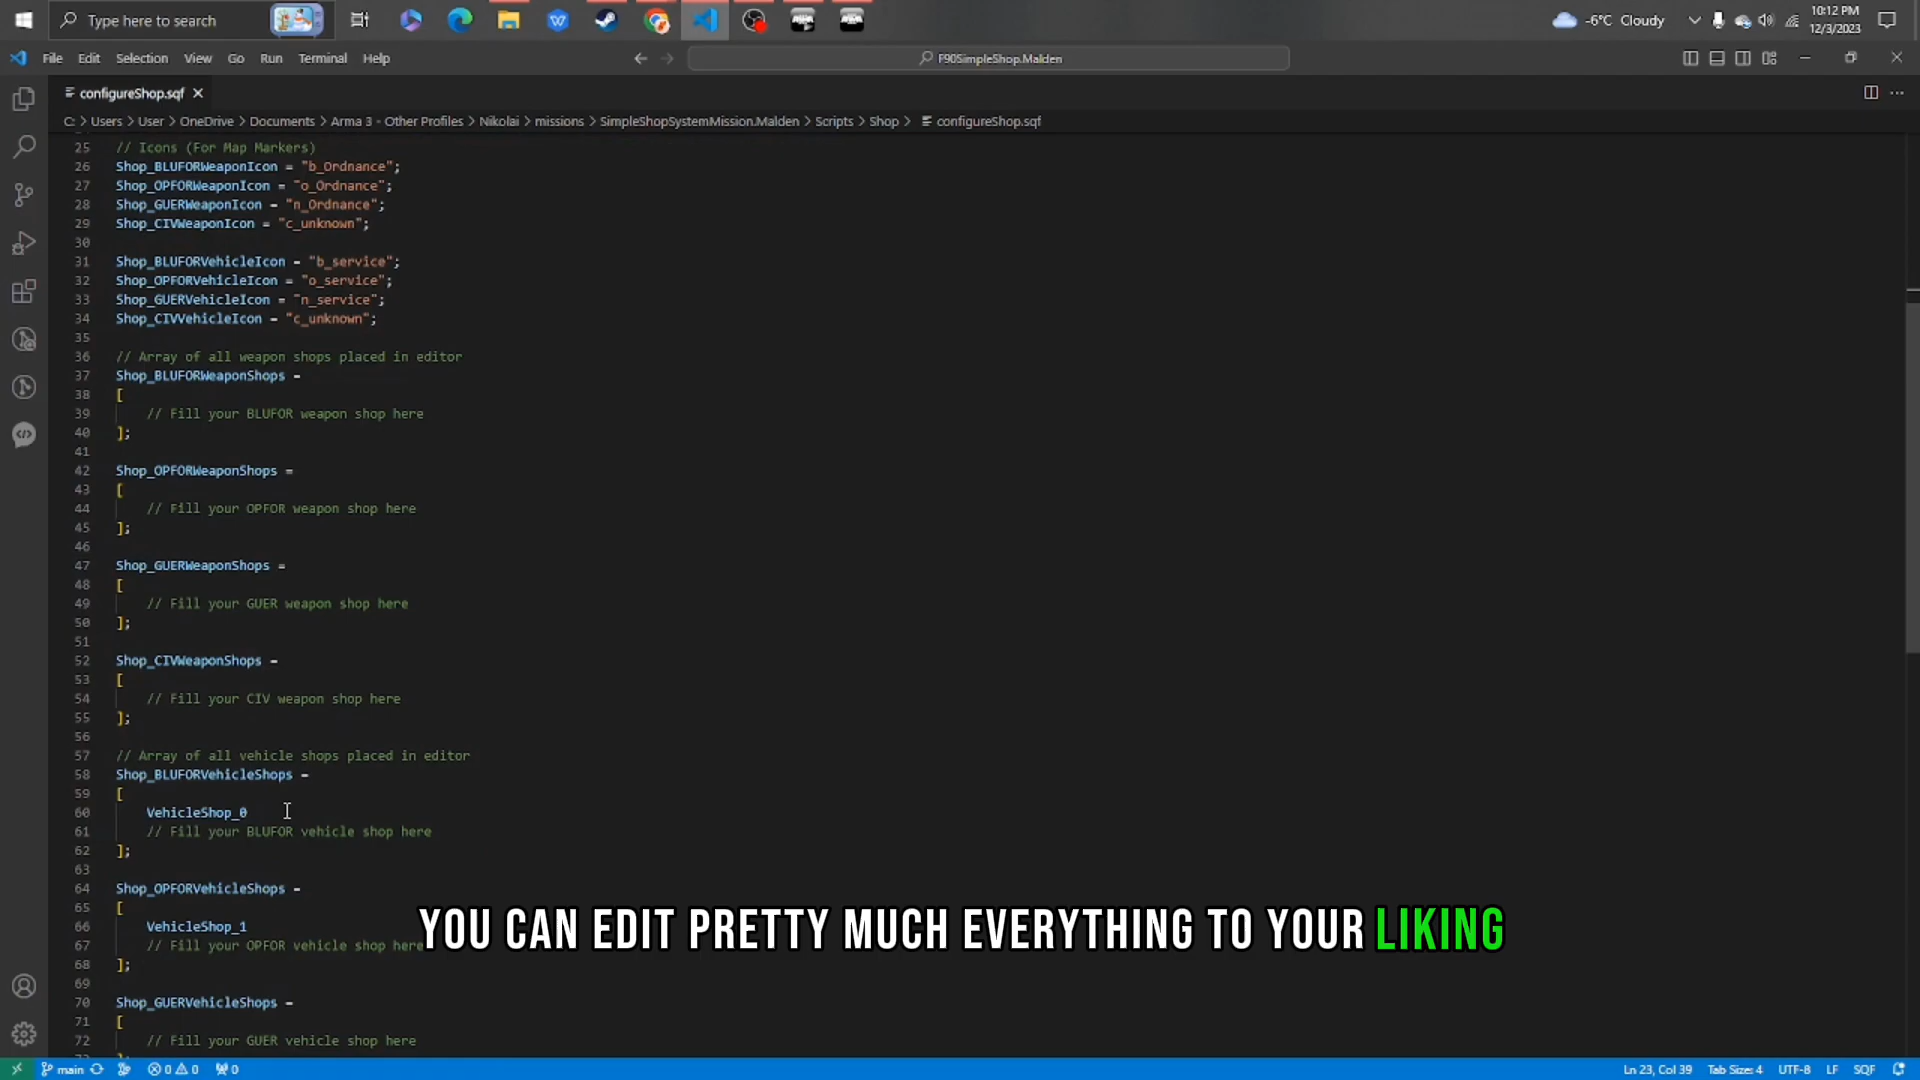 Type here to search
-6°C Cloudy
10:12 PM
12/3/2023
File Edit Selection View Go Run Terminal Help
F90SimpleShop.Malden
configureShop.sqf
C: > Users > User > OneDrive > Documents > Arma 3 - Other Profiles > Nikolai > missions > SimpleShopSystemMission.Malden > Scripts > Shop > configureShop.sqf
25 // Icons (For Map Markers)
26 Shop_BLUFORWeaponIcon = "b_Ordnance";
27 Shop_OPFORWeaponIcon = "o_Ordnance";
28 Shop_GUERWeaponIcon = "n_Ordnance";
29 Shop_CIVWeaponIcon = "c_unknown";
30
31 Shop_BLUFORVehicleIcon = "b_service";
32 Shop_OPFORVehicleIcon = "o_service";
33 Shop_GUERVehicleIcon = "n_service";
34 Shop_CIVVehicleIcon = "c_unknown";
35
36 // Array of all weapon shops placed in editor
37 Shop_BLUFORWeaponShops =
38 [
39 // Fill your BLUFOR weapon shop here
40 ];
41
42 Shop_OPFORWeaponShops =
43 [
44 // Fill your OPFOR weapon shop here
45 ];
46
47 Shop_GUERWeaponShops =
48 [
49 // Fill your GUER weapon shop here
50 ];
51
52 Shop_CIVWeaponShops =
53 [
54 // Fill your CIV weapon shop here
55 ];
56
57 // Array of all vehicle shops placed in editor
58 Shop_BLUFORVehicleShops =
59 [
60 VehicleShop_0
61 // Fill your BLUFOR vehicle shop here
62 ];
63
64 Shop_OPFORVehicleShops =
65 [
66 VehicleShop_1
67 // Fill your OPFOR vehicle shop here
68 ];
69
70 Shop_GUERVehicleShops =
71 [
72 // Fill your GUER vehicle shop here
YOU CAN EDIT PRETTY MUCH EVERYTHING TO YOUR LIKING
main 0 0 0
Ln 23, Col 39 Tab Size: 4 UTF-8 LF SQF